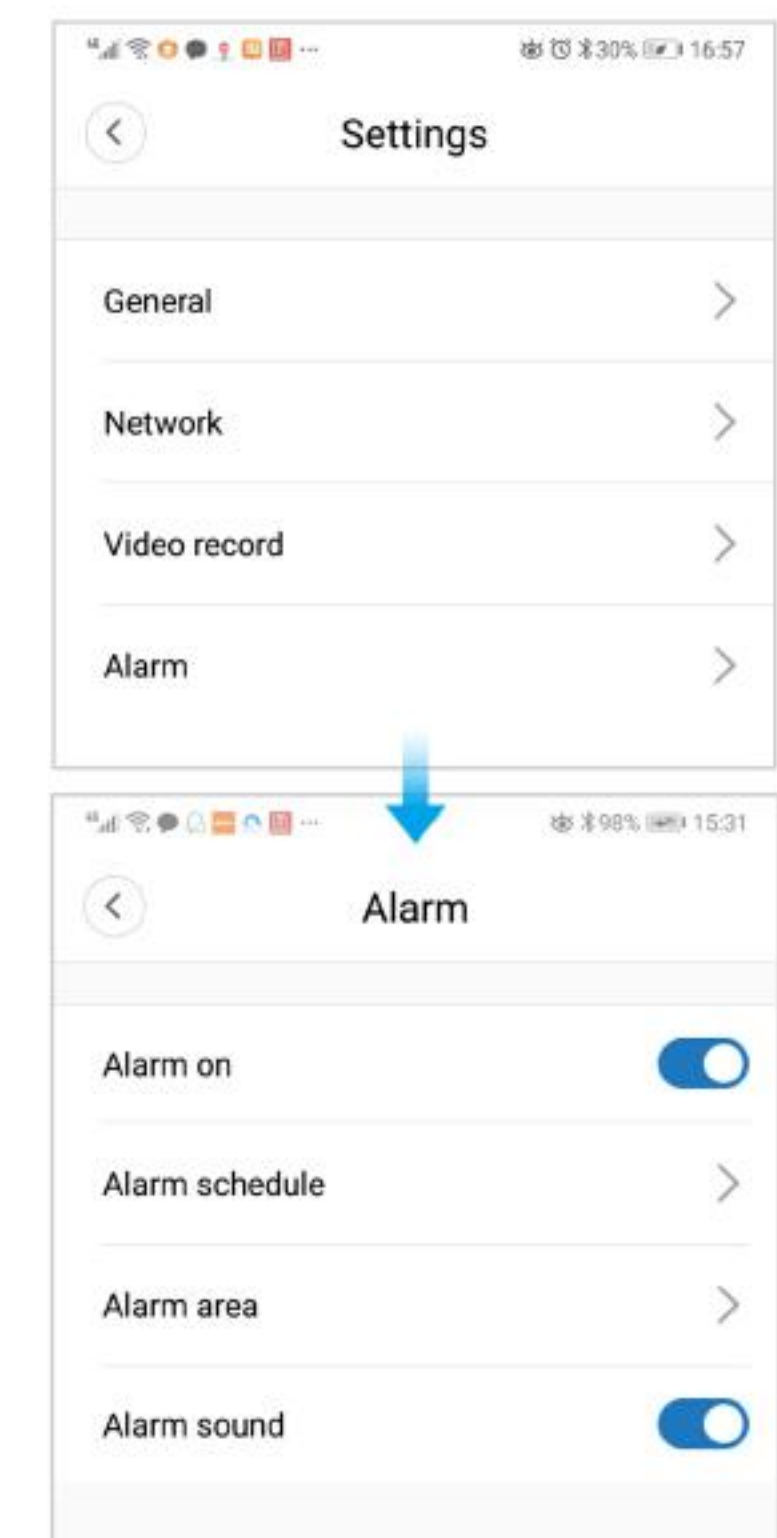 30% 16:57
Settings
General
Network
Video record
Alarm
98% 15:31
Alarm
Alarm on
Alarm schedule
Alarm area
Alarm sound